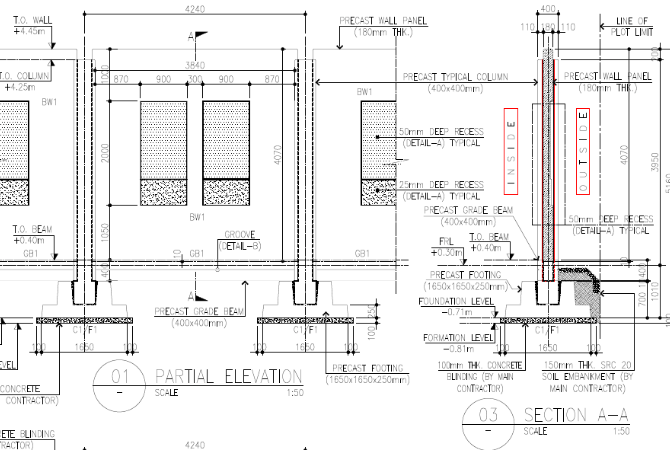 4240
T.O. WALL
+4.45m
A
PRECAST WALL PANEL
(180mm THK.)
400
110 180 110
LINE OF
PLOT LIMIT
T.O. COLUMN
+4.25m
1000
3840
870 900 300 900 870
BW1
BW1
PRECAST TYPICAL COLUMN
(400x400mm)
PRECAST WALL PANEL
(180mm THK.)
200
2000
4070
50mm DEEP RECESS
(DETAIL-A) TYPICAL
25mm DEEP RECESS
(DETAIL-A) TYPICAL
INSIDE
OUTSIDE
4070
3950
5160
BW1
PRECAST GRADE BEAM
(400x400mm)
50mm DEEP RECESS
(DETAIL-A) TYPICAL
T.O. BEAM
+0.40m
1050
GROOVE
(DETAIL-B)
GB1
GB1
110
400
FRL
+0.30m
T.O. BEAM
+0.40m
PRECAST FOOTING
(1650x1650x250mm)
400
700
1010
A
PRECAST GRADE BEAM
(400x400mm)
250
100
FOUNDATION LEVEL
-0.71m
C1/F1
C1/F1
C1/F1
FORMATION LEVEL
-0.81m
100 1650 100
100 1650 100
100 1650 100
LEVEL
CONCRETE
CONTRACTOR)
01
-
PARTIAL ELEVATION
SCALE 1:50
PRECAST FOOTING
(1650x1650x250mm)
100mm THK. CONCRETE
BLINDING (BY MAIN
CONTRACTOR)
150mm THK. SRC 20
SOIL EMBANKMENT (BY
MAIN CONTRACTOR)
03
-
SECTION A-A
SCALE 1:50
4240